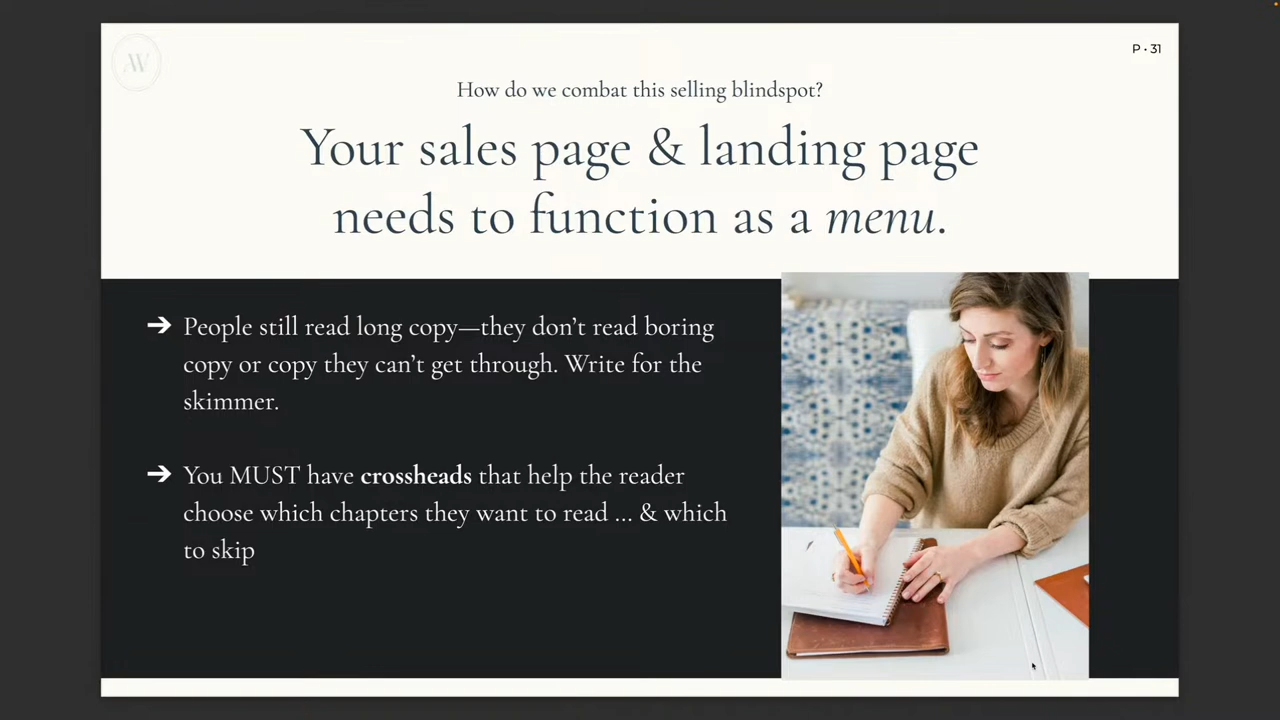 AW
P • 31
How do we combat this selling blindspot?
Your sales page & landing page
needs to function as a menu.
➔ People still read long copy—they don’t read boring
copy or copy they can’t get through. Write for the
skimmer.
➔ You MUST have crossheads that help the reader
choose which chapters they want to read ... & which
to skip